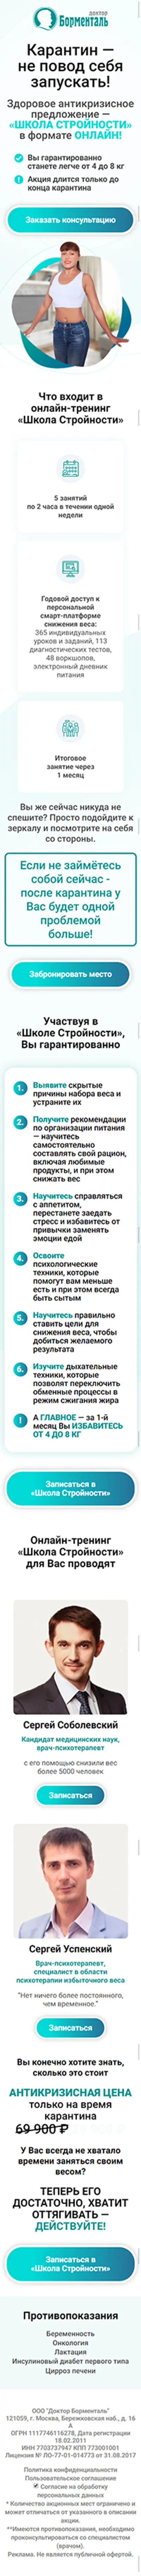 доктор
Борменталь
Карантин —
не повод себя
запускать!
Здоровое антикризисное
предложение —
«ШКОЛА СТРОЙНОСТИ»
в формате ОНЛАЙН!
Вы гарантированно
станете легче от 4 до 8 кг
Акция длится только до
конца карантина
Заказать консультацию
Что входит в
онлайн-тренинг
«Школа Стройности»
5 занятий
по 2 часа в течении одной
недели
Годовой доступ к
персональной
смарт-платформе
снижения веса:
365 индивидуальных
уроков и заданий, 113
диагностических тестов,
48 воркшопов,
электронный дневник
питания
Итоговое
занятие через
1 месяц
Вы же сейчас никуда не
спешите? Просто подойдите к
зеркалу и посмотрите на себя
со стороны.
Если не займётесь
собой сейчас -
после карантина у
Вас будет одной
проблемой
больше!
Забронировать место
Участвуя в
«Школе Стройности»,
Вы гарантированно
1. Выявите скрытые
причины набора веса и
устраните их
2. Получите рекомендации
по организации питания
— научитесь
самостоятельно
составлять свой рацион,
включая любимые
продукты, и при этом
снижать вес
3. Научитесь справляться
с аппетитом,
перестанете заедать
стресс и избавитесь от
привычки заменять
эмоции едой
4. Освоите
психологические
техники, которые
помогут вам меньше
есть и при этом всегда
быть сытым
5. Научитесь правильно
ставить цели для
снижения веса, чтобы
добиться желаемого
результата
6. Изучите дыхательные
техники, которые
позволят переключить
обменные процессы в
режим сжигания жира
! А ГЛАВНОЕ — за 1-й
месяц Вы ИЗБАВИТЕСЬ
ОТ 4 ДО 8 КГ
Записаться в
«Школа Стройности»
Онлайн-тренинг
«Школа Стройности»
для Вас проводят
Сергей Соболевский
Кандидат медицинских наук,
врач-психотерапевт
с его помощью снизили вес
более 5000 человек
Записаться
Сергей Успенский
Врач-психотерапевт,
специалист в области
психотерапии избыточного веса
"Нет ничего более постоянного,
чем временное."
Записаться
Вы конечно хотите знать,
сколько это стоит
АНТИКРИЗИСНАЯ ЦЕНА
только на время
карантина
69 900 ₽
У Вас всегда не хватало
времени заняться своим
весом?
ТЕПЕРЬ ЕГО
ДОСТАТОЧНО, ХВАТИТ
ОТТЯГИВАТЬ —
ДЕЙСТВУЙТЕ!
Записаться в
«Школа Стройности»
Противопоказания
Беременность
Онкология
Лактация
Инсулиновый диабет первого типа
Цирроз печени
ООО "Доктор Борменталь"
121059, г. Москва, Бережковская наб., д. 16
А
ОГРН 1117746116278, Дата регистрации
18.02.2011
ИНН 7703737947 КПП 773001001
Лицензия № ЛО-77-01-014773 от 31.08.2017
Политика конфиденциальности
Пользовательское соглашение
Согласие на обработку
персональных данных
* Количество акционных мест ограничено и
может отличаться от указанного в описании
акции.
**Имеются противопоказания, необходимо
проконсультироваться со специалистом
(врачом).
Реклама. Не является публичной офертой.